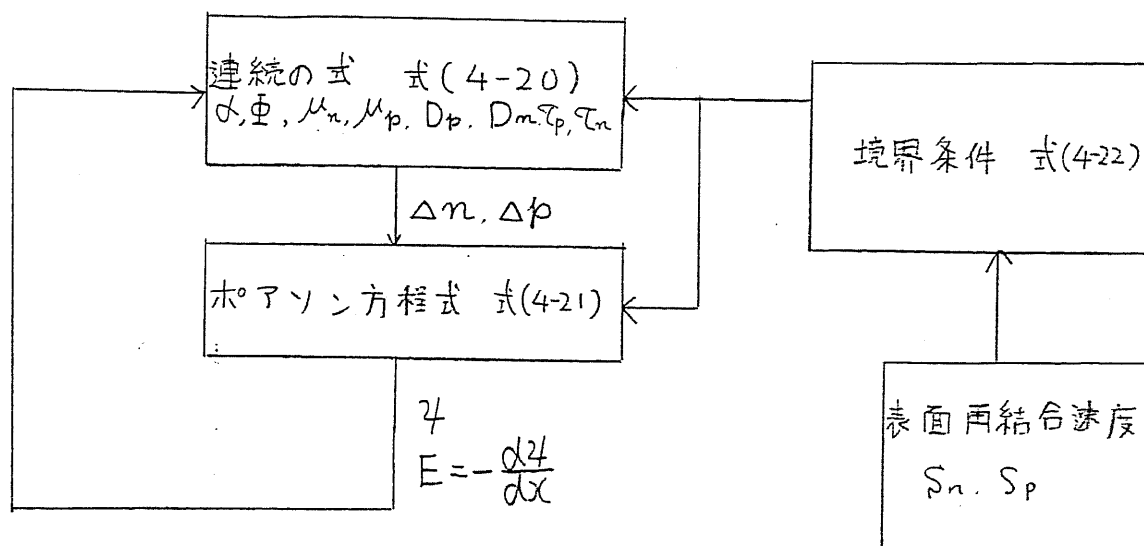 連続の式 式(4-20)
α,Φ, μn, μp, Dp, Dn, τp, τn
境界条件 式(4-22)
Δn, Δp
ポアソン方程式 式(4-21)
ψ
E = -dψ/dx
表面再結合速度
Sn, Sp